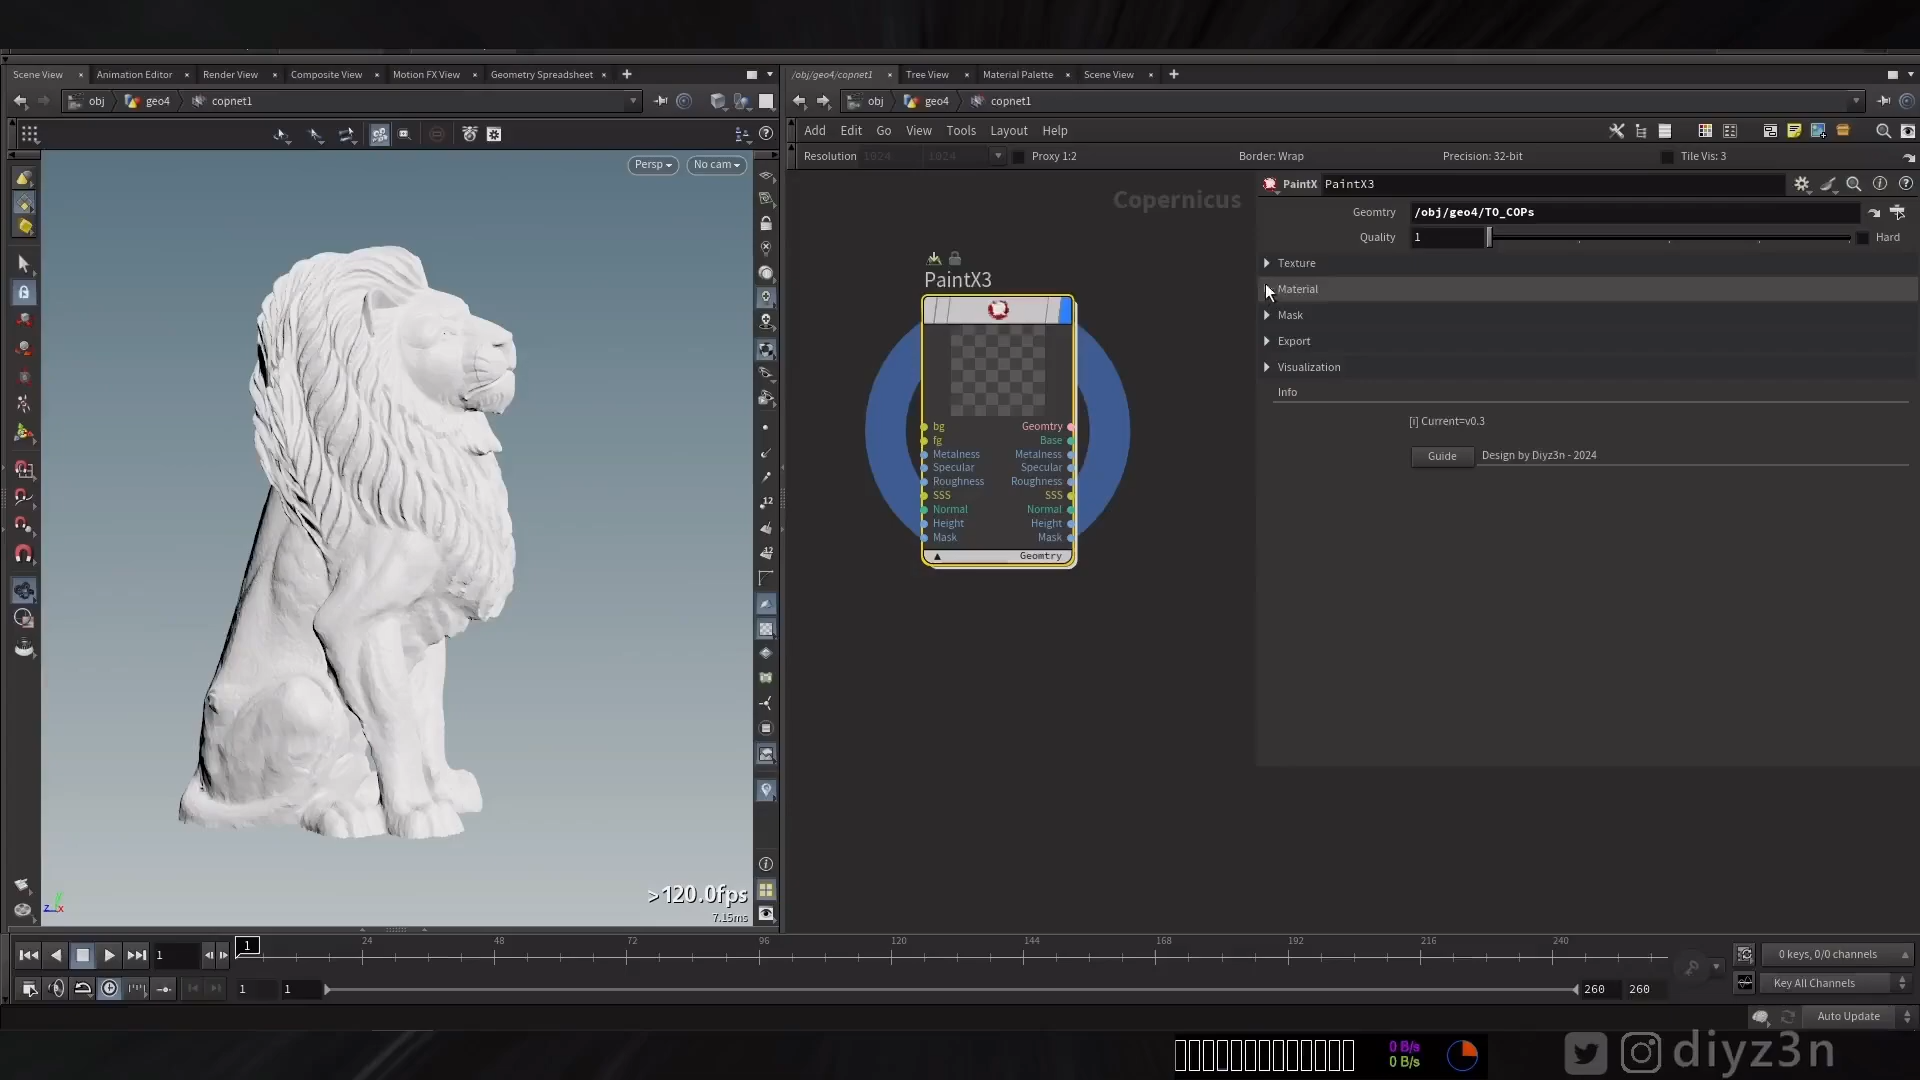 Scene View × Animation Editor × Render View × Composite View × Motion FX View × Geometry Spreadsheet × +
/obj/geo4/copnet1 × Tree View × Material Palette × Scene View × +
obj geo4 copnet1
obj geo4 copnet1
Add Edit Go View Tools Layout Help
Resolution 1024 1024 Proxy 1:2 Border: Wrap Precision: 32-bit Tile Vis: 3
Persp No cam
Copernicus
PaintX PaintX3
Geomtry /obj/geo4/TO_COPs
Quality 1 Hard
Texture
Material
Mask
Export
Visualization
Info
[i] Current=v0.3
Guide Design by Diyz3n - 2024
PaintX3
bg Geomtry
fg Base
Metalness Metalness
Specular Specular
Roughness Roughness
SSS SSS
Normal Normal
Height Height
Mask Mask
Geomtry
12
12
>120.0fps
7.15ms
z x y
1 1 24 48 72 96 120 144 168 192 216 240
0 keys, 0/0 channels
1 1 260 260
Key All Channels
Auto Update
0 B/s
0 B/s
diyz3n